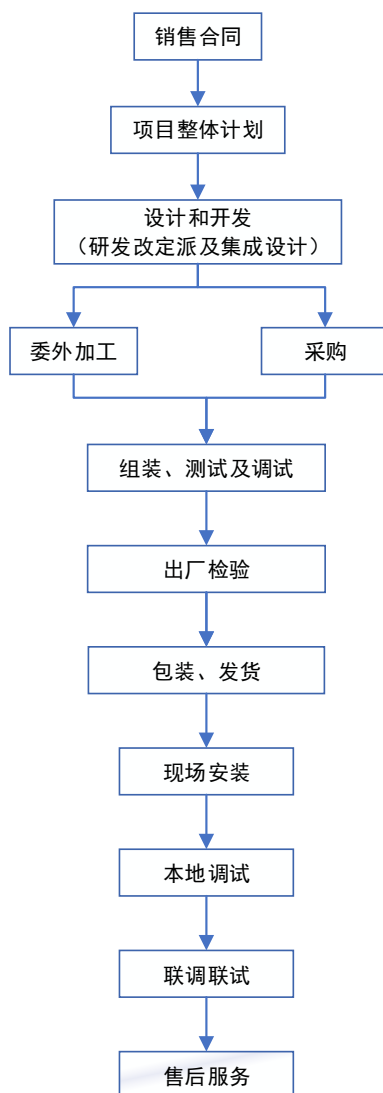 销售合同
项目整体计划
设计和开发
（研发改定派及集成设计）
委外加工
采购
组装、测试及调试
出厂检验
包装、发货
现场安装
本地调试
联调联试
售后服务